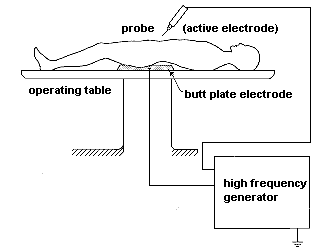 probe (active electrode)
operating table
butt plate electrode
high frequency
generator